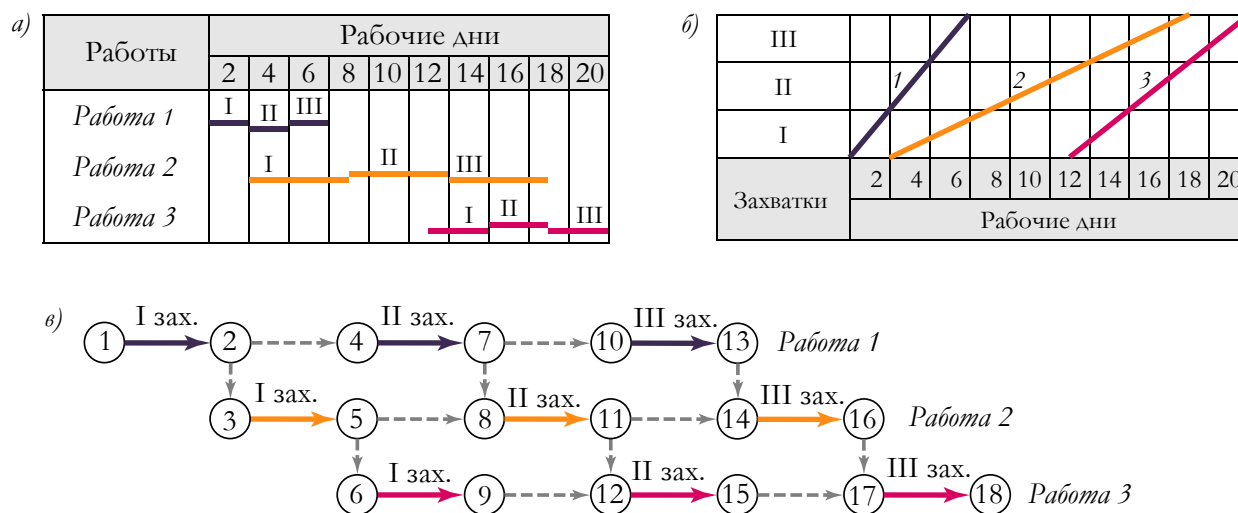 а)
Работы Рабочие дни
2 4 6 8 10 12 14 16 18 20
Работа 1 I II III
Работа 2 I II III
Работа 3 I II III
б)
III
II 1 2 3
I
Захватки 2 4 6 8 10 12 14 16 18 20
Рабочие дни
в)
I зах. II зах. III зах.
1 2 4 7 10 13 Работа 1
I зах. II зах. III зах.
3 5 8 11 14 16 Работа 2
I зах. II зах. III зах.
6 9 12 15 17 18 Работа 3